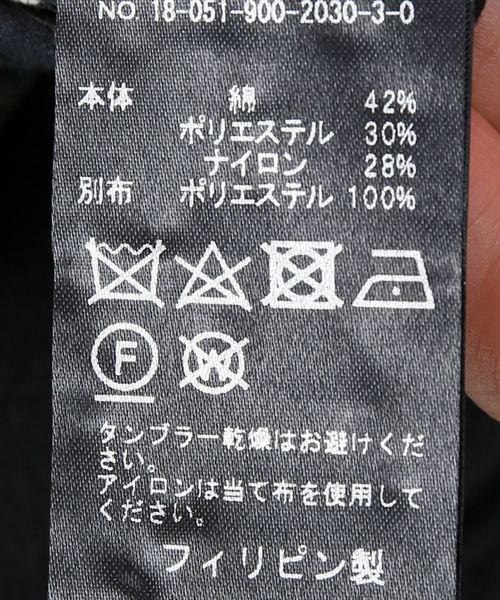 NO 18-051-900-2030-3-0
本体 絹 42%
ポリエステル 30%
ナイロン 28%
別布 ポリエステル 100%
F W
タンブラー乾燥はお避けくだ
さい。
アイロンは当て布を使用して
ください。
フィリピン製